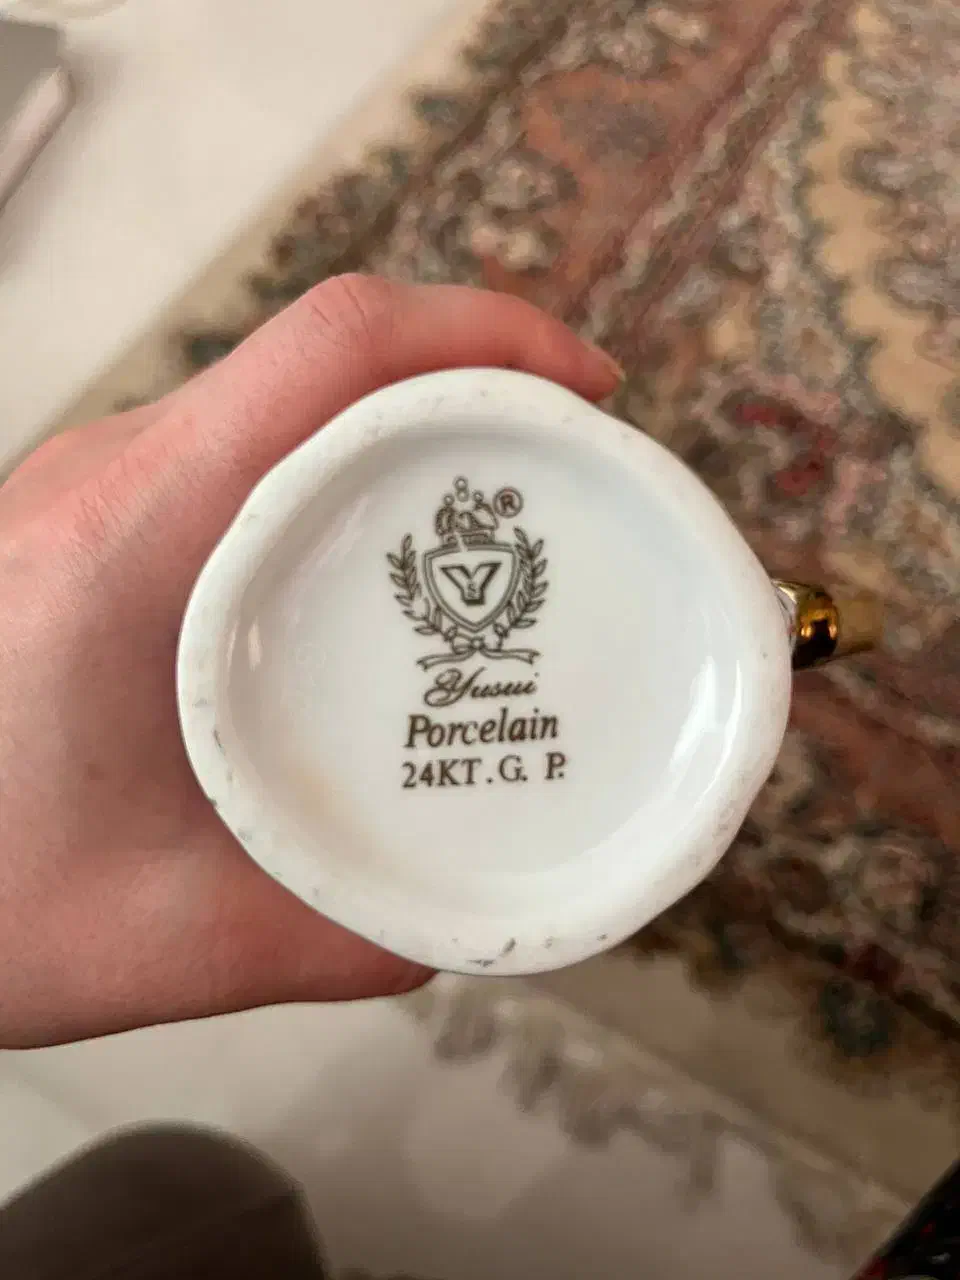 ®
Y
Yusui
Porcelain
24KT. G. P.